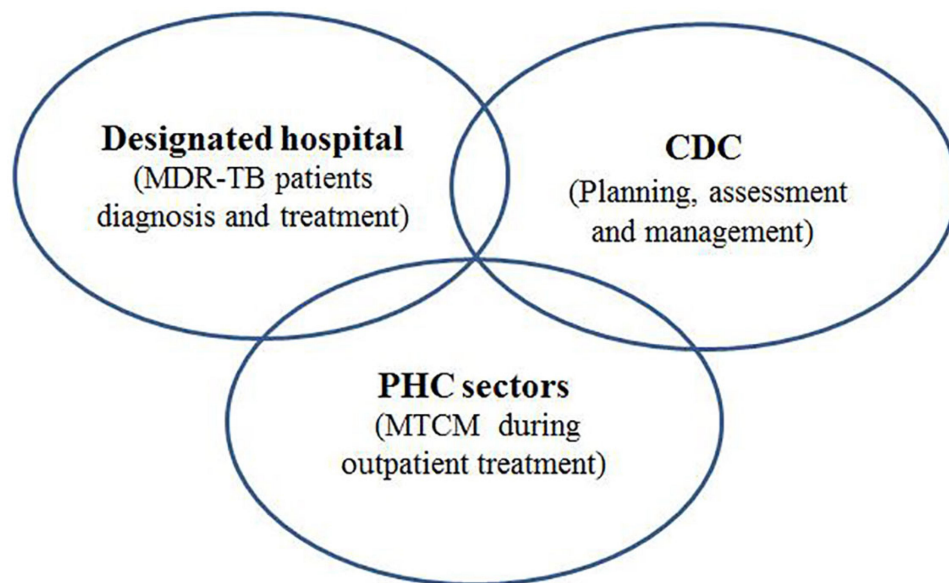 Designated hospital
(MDR-TB patients
diagnosis and treatment)
CDC
(Planning, assessment
and management)
PHC sectors
(MTCM during
outpatient treatment)